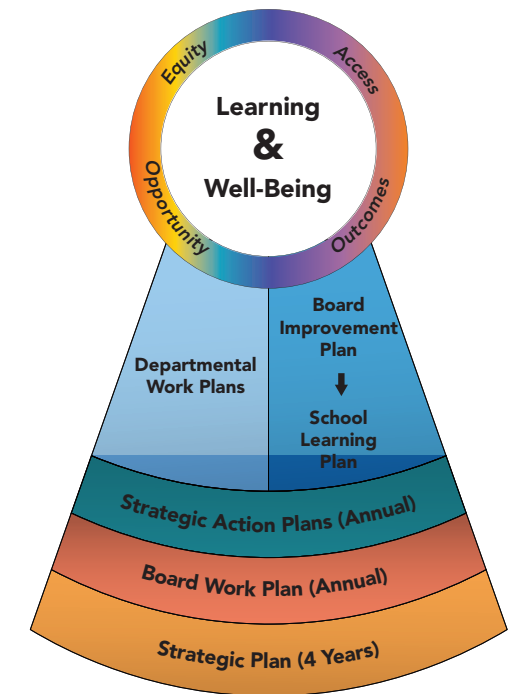 Equity
Access
Learning
&
Well-Being
Opportunity
Outcomes
Board
Improvement
Plan
Departmental
Work Plans
School
Learning
Plan
Strategic Action Plans (Annual)
Board Work Plan (Annual)
Strategic Plan (4 Years)